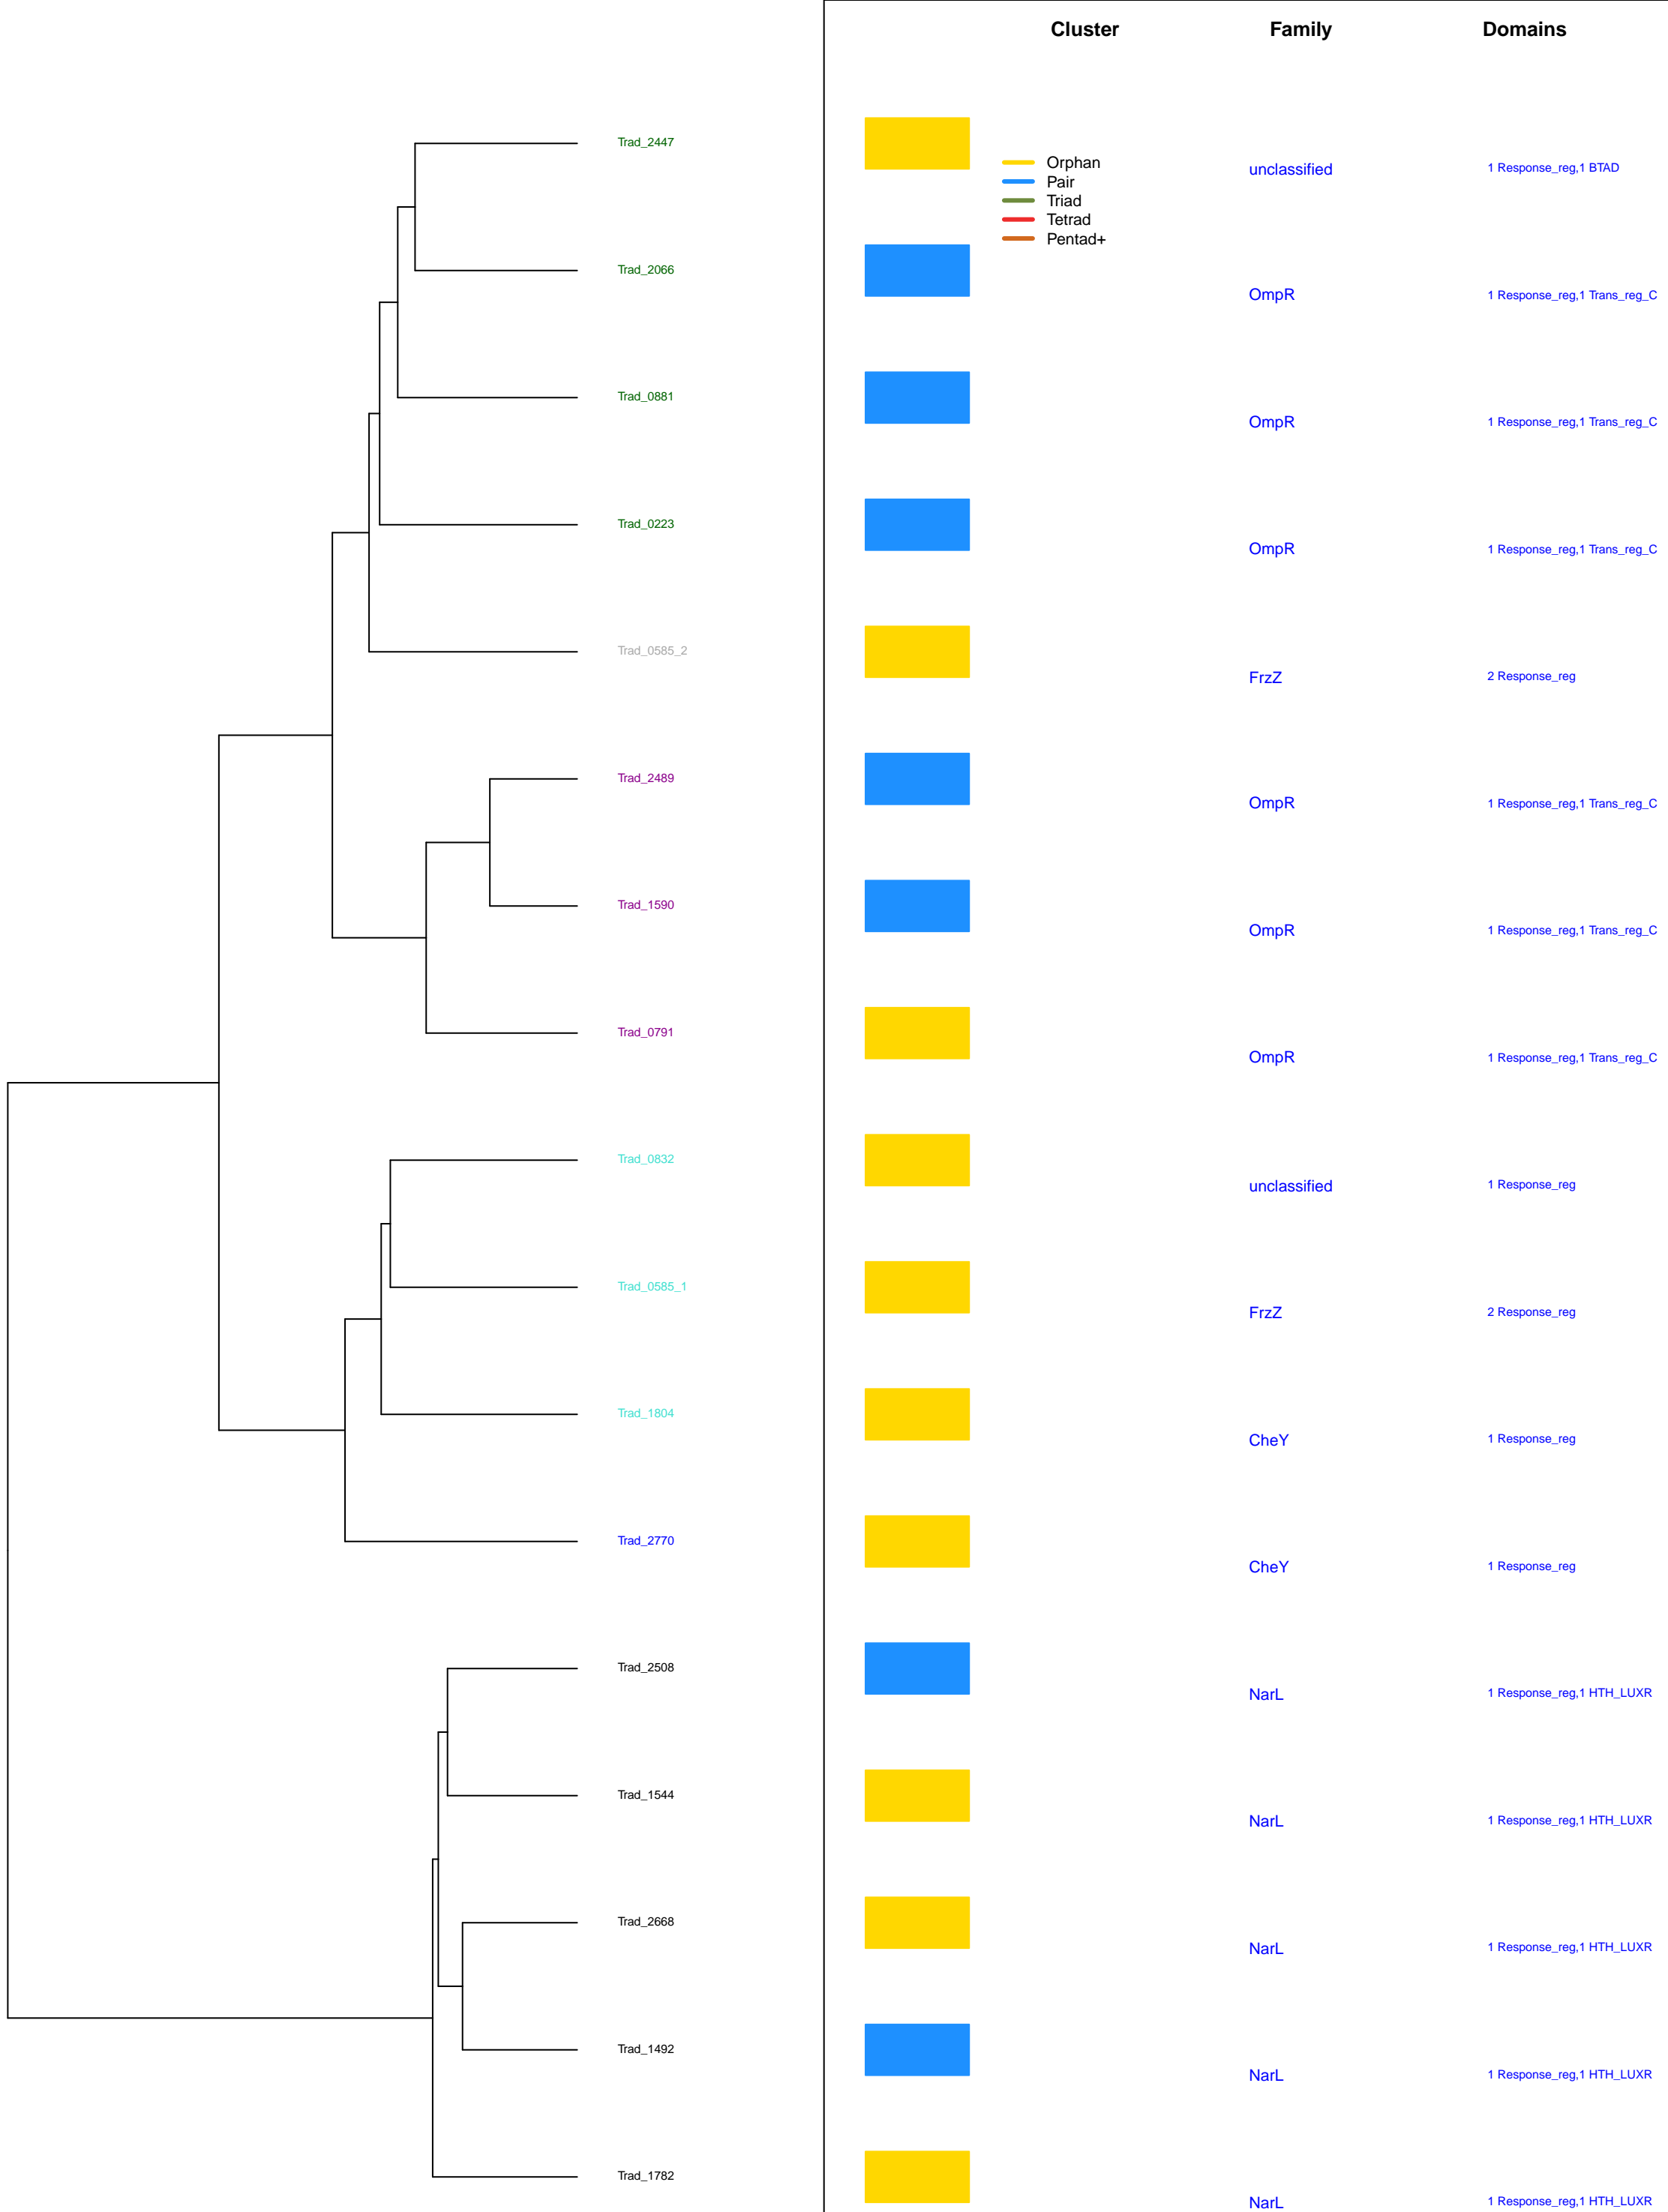 Cluster Family Domains
Trad_2447
Orphan
unclassified 1 Response_reg,1 BTAD
Pair
Triad
Tetrad
Pentad+
Trad_2066
OmpR 1 Response_reg,1 Trans_reg_C
Trad_0881
OmpR 1 Response_reg,1 Trans_reg_C
Trad_0223
OmpR 1 Response_reg,1 Trans_reg_C
Trad_0585_2
FrzZ 2 Response_reg
Trad_2489
OmpR 1 Response_reg,1 Trans_reg_C
Trad_1590
OmpR 1 Response_reg,1 Trans_reg_C
Trad_0791
OmpR 1 Response_reg,1 Trans_reg_C
Trad_0832
unclassified 1 Response_reg
Trad_0585_1
FrzZ 2 Response_reg
Trad_1804
CheY 1 Response_reg
Trad_2770
CheY 1 Response_reg
Trad_2508
NarL 1 Response_reg,1 HTH_LUXR
Trad_1544
NarL 1 Response_reg,1 HTH_LUXR
Trad_2668
NarL 1 Response_reg,1 HTH_LUXR
Trad_1492
NarL 1 Response_reg,1 HTH_LUXR
Trad_1782
NarL 1 Response_reg,1 HTH_LUXR